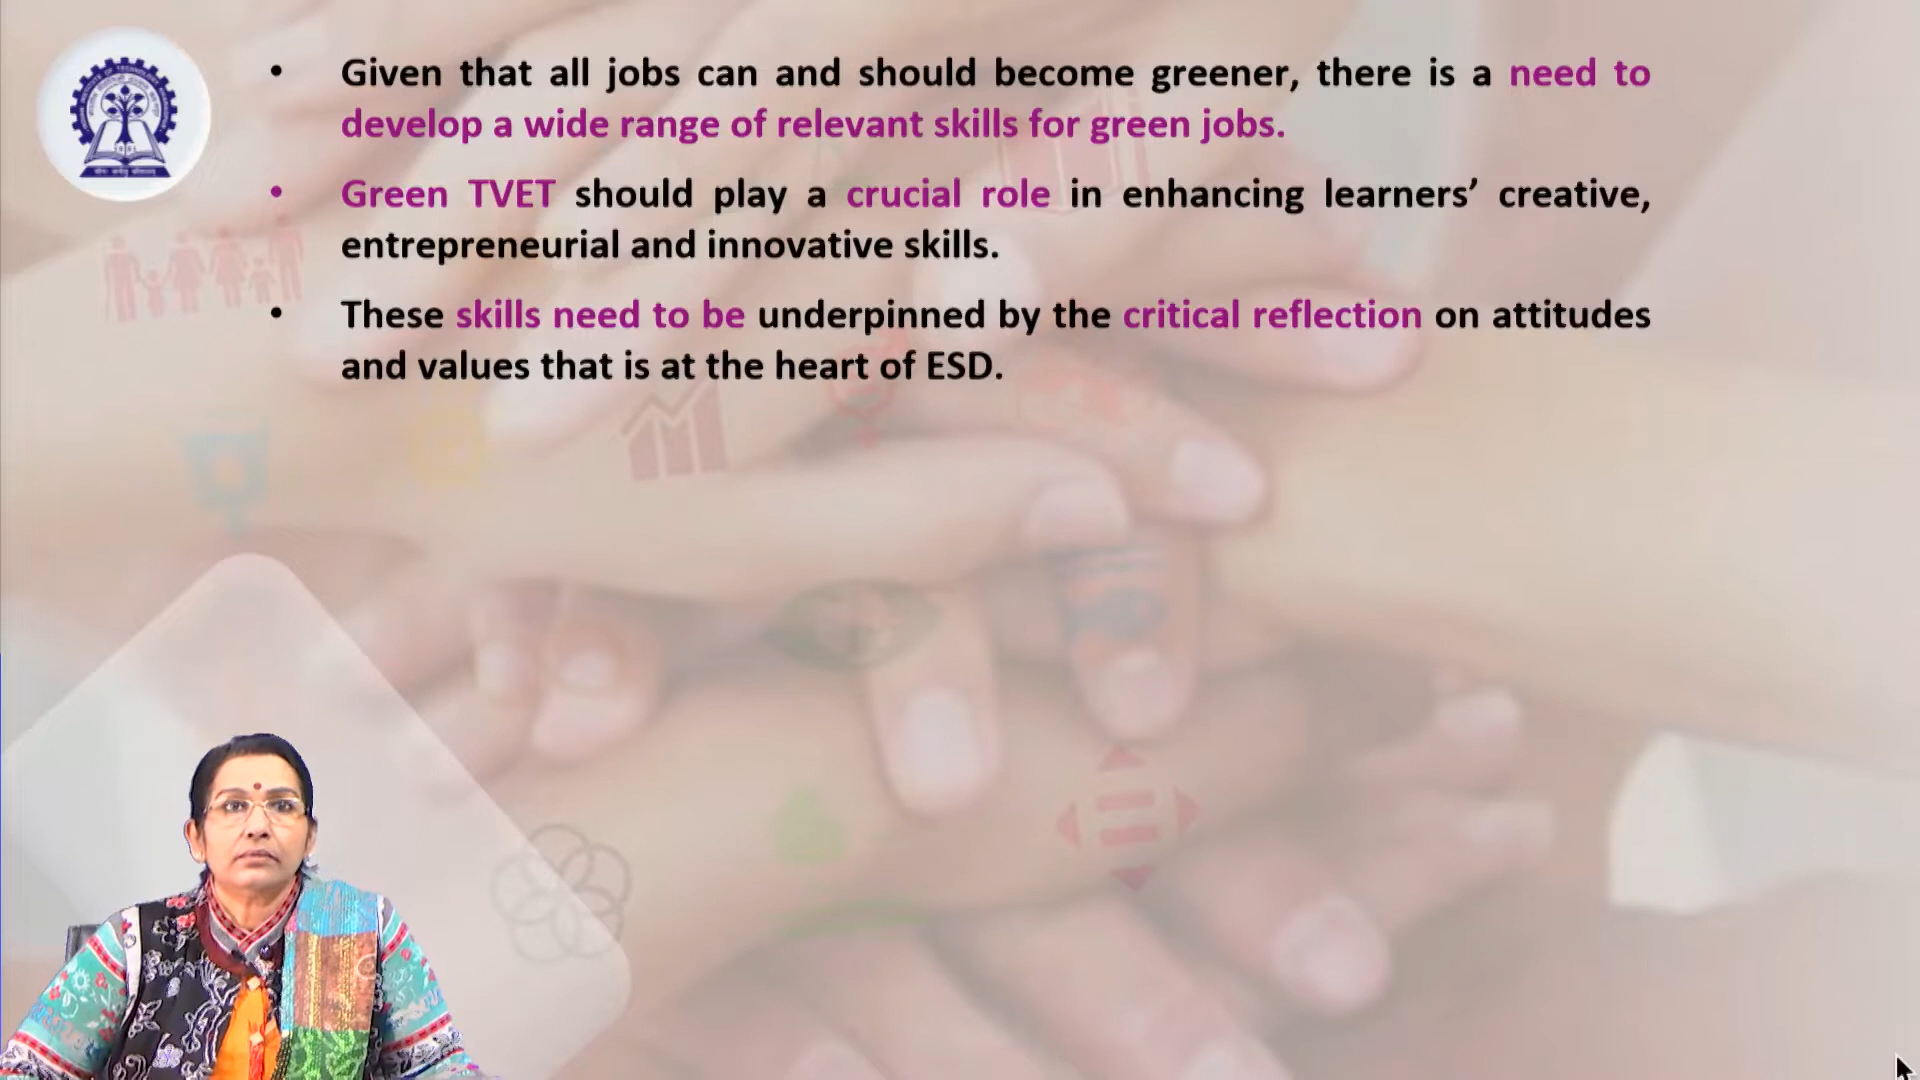 • Given that all jobs can and should become greener, there is a need to
develop a wide range of relevant skills for green jobs.
• Green TVET should play a crucial role in enhancing learners’ creative,
entrepreneurial and innovative skills.
• These skills need to be underpinned by the critical reflection on attitudes
and values that is at the heart of ESD.